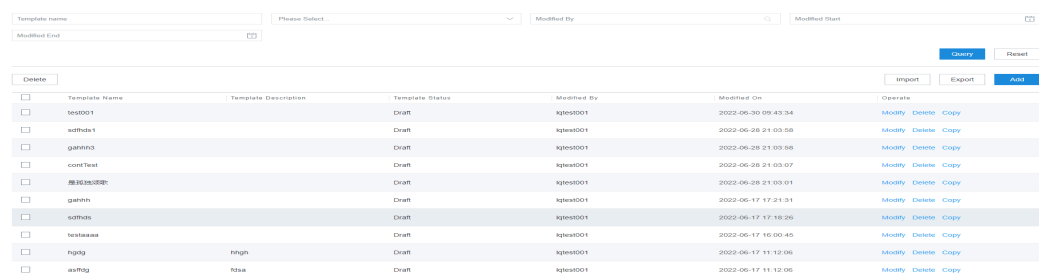 Template name Please Select... Modified By Modified Start
Modified End
Query Reset
Delete Import Export Add
Template Name Template Description Template Status Modified By Modified On Operate
test001 Draft lqtest001 2022-06-30 09:43:34 Modify Delete Copy
sdfhds1 Draft lqtest001 2022-06-28 21:03:58 Modify Delete Copy
gahhh3 Draft lqtest001 2022-06-28 21:03:58 Modify Delete Copy
contTest Draft lqtest001 2022-06-28 21:03:07 Modify Delete Copy
Draft lqtest001 2022-06-28 21:03:01 Modify Delete Copy
gahhh Draft lqtest001 2022-06-17 17:21:31 Modify Delete Copy
sdfhds Draft lqtest001 2022-06-17 17:18:26 Modify Delete Copy
testaaaa Draft lqtest001 2022-06-17 16:00:45 Modify Delete Copy
hgdg hhgh Draft lqtest001 2022-06-17 11:12:06 Modify Delete Copy
asffdg fdsa Draft lqtest001 2022-06-17 11:12:06 Modify Delete Copy